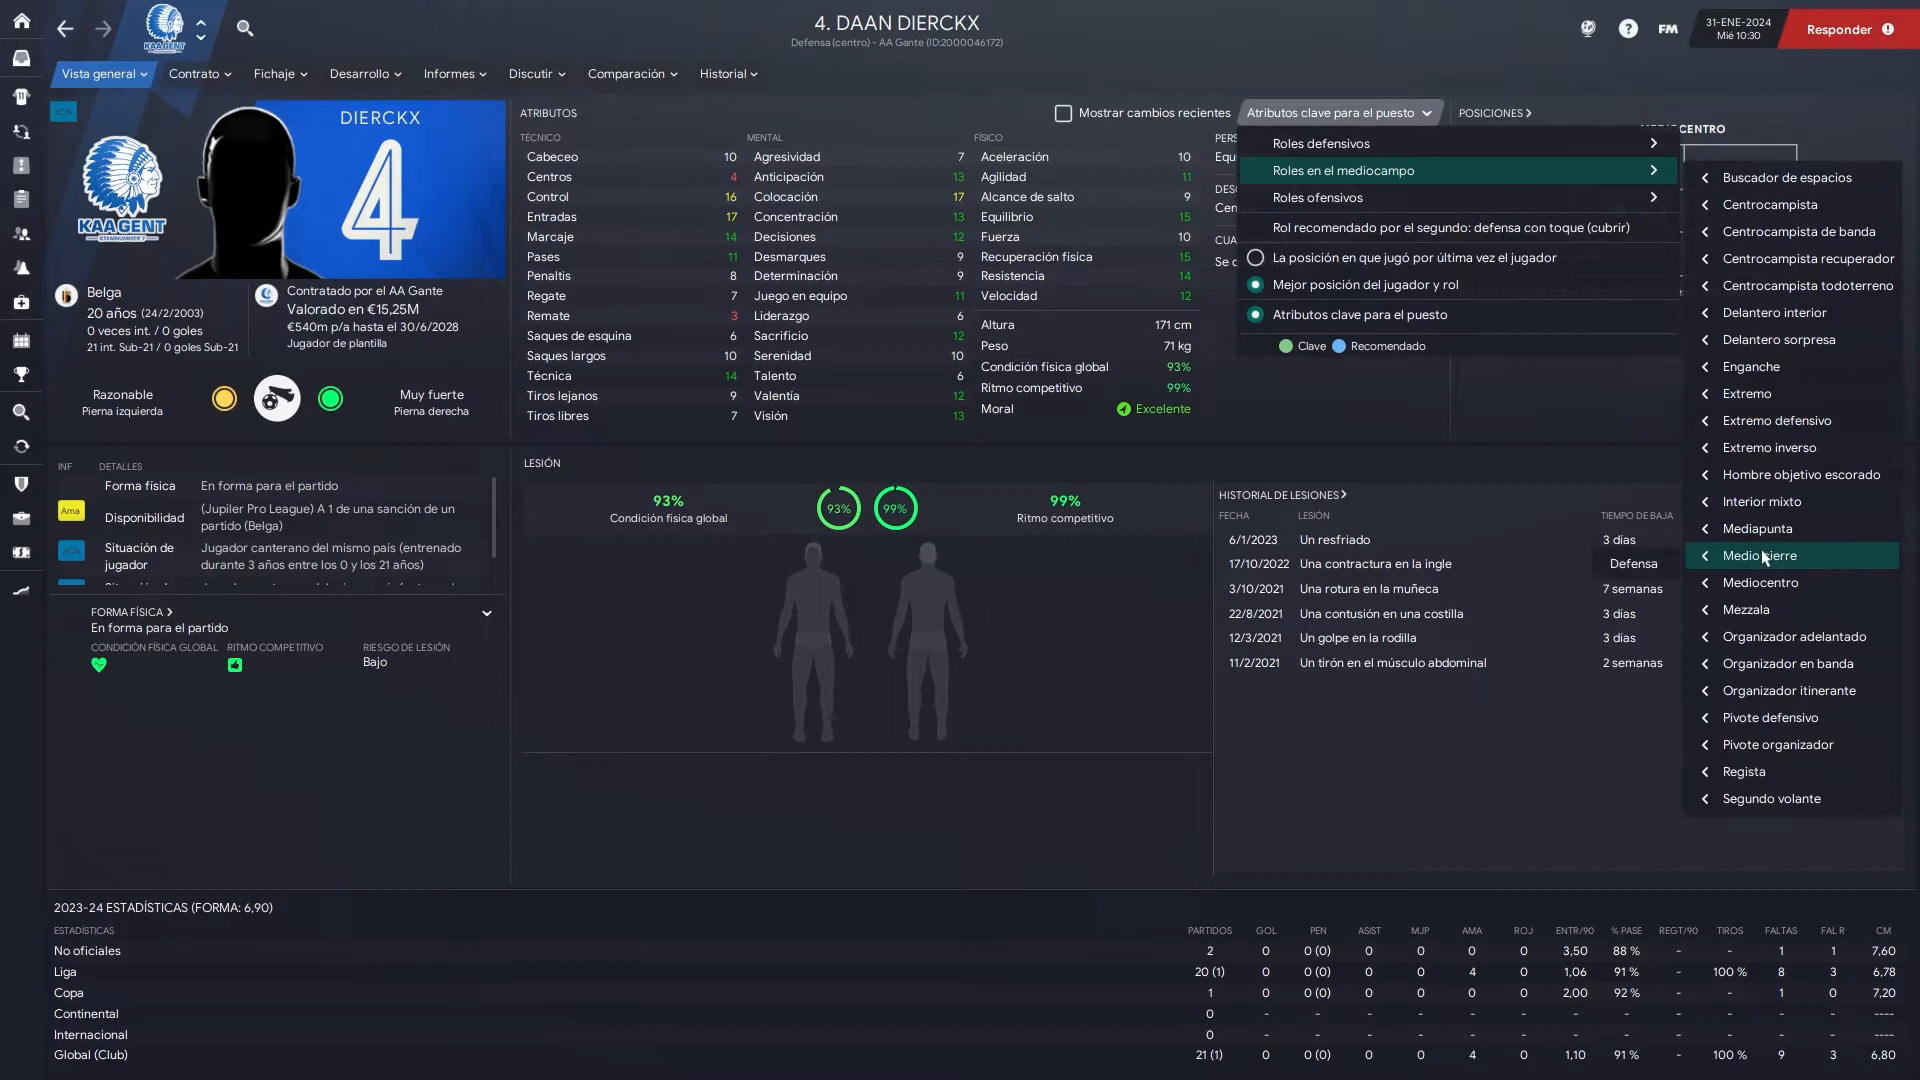 4. DAAN DIERCKX
Defensa (centro) - AA Gante (ID:2000046172)
FM
31-ENE-2024
Mié 10:30
Responder
KAA GENT
Vista general
Contrato
Fichaje
Desarrollo
Informes
Discutir
Comparación
Historial
JCN
DIERCKX
4
KAAGENT
STAMNUMMER 7
Belga
20 años (24/2/2003)
0 veces int. / 0 goles
21 int. Sub-21 / 0 goles Sub-21
Contratado por el AA Gante
Valorado en €15,25M
€540m p/a hasta el 30/6/2028
Jugador de plantilla
Razonable
Pierna izquierda
Muy fuerte
Pierna derecha
ATRIBUTOS
Mostrar cambios recientes
Atributos clave para el puesto
POSICIONES
TÉCNICO
Cabeceo 10
Centros 4
Control 16
Entradas 17
Marcaje 14
Pases 11
Penaltis 8
Regate 7
Remate 3
Saques de esquina 6
Saques largos 10
Técnica 14
Tiros lejanos 9
Tiros libres 7
MENTAL
Agresividad 7
Anticipación 13
Colocación 17
Concentración 13
Decisiones 12
Desmarques 9
Determinación 9
Juego en equipo 11
Liderazgo 6
Sacrificio 12
Serenidad 10
Talento 6
Valentía 12
Visión 13
FÍSICO
Aceleración 10
Agilidad 11
Alcance de salto 9
Equilibrio 15
Fuerza 10
Recuperación física 15
Resistencia 14
Velocidad 12
Altura 171 cm
Peso 71 kg
Condición física global 93%
Ritmo competitivo 99%
Moral Excelente
PERS
Equ
DESC
Cen
CUA
Se c
Roles defensivos
Roles en el mediocampo
Roles ofensivos
Rol recomendado por el segundo: defensa con toque (cubrir)
La posición en que jugó por última vez el jugador
Mejor posición del jugador y rol
Atributos clave para el puesto
Clave Recomendado
CENTRO
Buscador de espacios
Centrocampista
Centrocampista de banda
Centrocampista recuperador
Centrocampista todoterreno
Delantero interior
Delantero sorpresa
Enganche
Extremo
Extremo defensivo
Extremo inverso
Hombre objetivo escorado
Interior mixto
Mediapunta
Medio cierre
Mediocentro
Mezzala
Organizador adelantado
Organizador en banda
Organizador itinerante
Pivote defensivo
Pivote organizador
Regista
Segundo volante
INF DETALLES
Forma física En forma para el partido
Ama Disponibilidad (Jupiler Pro League) A 1 de una sanción de un
partido (Belga)
JCN Situación de jugador Jugador canterano del mismo país (entrenado
durante 3 años entre los 0 y los 21 años)
FORMA FÍSICA
En forma para el partido
CONDICIÓN FÍSICA GLOBAL RITMO COMPETITIVO RIESGO DE LESIÓN
Bajo
LESIÓN
93%
Condición física global
93%
99%
99%
Ritmo competitivo
HISTORIAL DE LESIONES
FECHA LESIÓN TIEMPO DE BAJA
6/1/2023 Un resfriado 3 días
17/10/2022 Una contractura en la ingle Defensa
3/10/2021 Una rotura en la muñeca 7 semanas
22/8/2021 Una contusión en una costilla 3 días
12/3/2021 Un golpe en la rodilla 3 días
11/2/2021 Un tirón en el músculo abdominal 2 semanas
2023-24 ESTADÍSTICAS (FORMA: 6,90)
ESTADÍSTICAS PARTIDOS GOL PEN ASIST MJP AMA ROJ ENTR/90 % PASE REGT/90 TIROS FALTAS FAL R CM
No oficiales 2 0 0 (0) 0 0 0 0 3,50 88 % - - 1 1 7,60
Liga 20 (1) 0 0 (0) 0 0 4 0 1,06 91 % - 100 % 8 3 6,78
Copa 1 0 0 (0) 0 0 0 0 2,00 92 % - - 1 0 7,20
Continental 0 - - - - - - - - - - - - ----
Internacional 0 - - - - - - - - - - - - ----
Global (Club) 21 (1) 0 0 (0) 0 0 4 0 1,10 91 % - 100 % 9 3 6,80